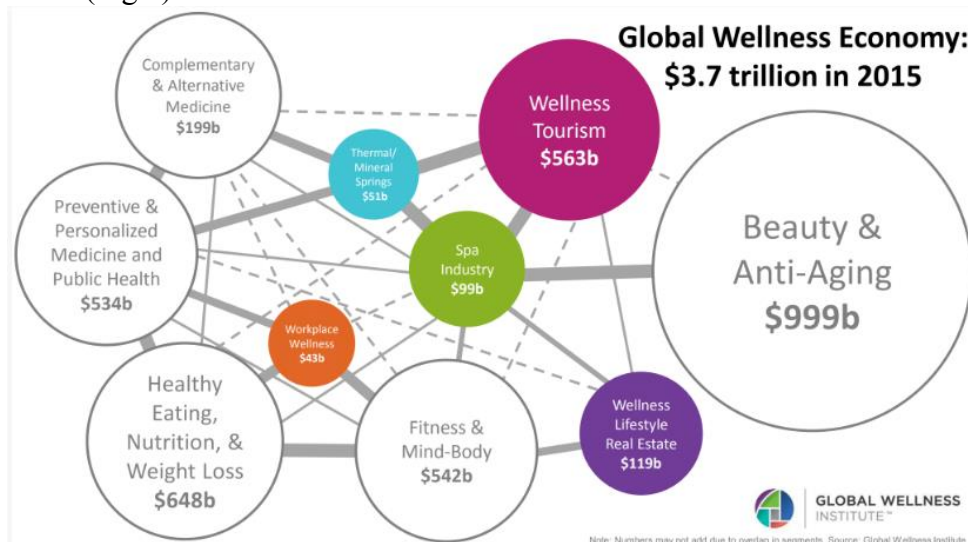 Global Wellness Economy:
$3.7 trillion in 2015
Complementary
& Alternative
Medicine
$199b
Wellness
Tourism
$563b
Thermal/
Mineral
Springs
$51b
Preventive &
Personalized
Medicine and
Public Health
$534b
Spa
Industry
$99b
Beauty &
Anti-Aging
$999b
Workplace
Wellness
$43b
Healthy
Eating,
Nutrition, &
Weight Loss
$648b
Fitness &
Mind-Body
$542b
Wellness
Lifestyle
Real Estate
$119b
GLOBAL WELLNESS
INSTITUTE™
Note: Numbers may not add due to overlap in segments. Source: Global Wellness Institute